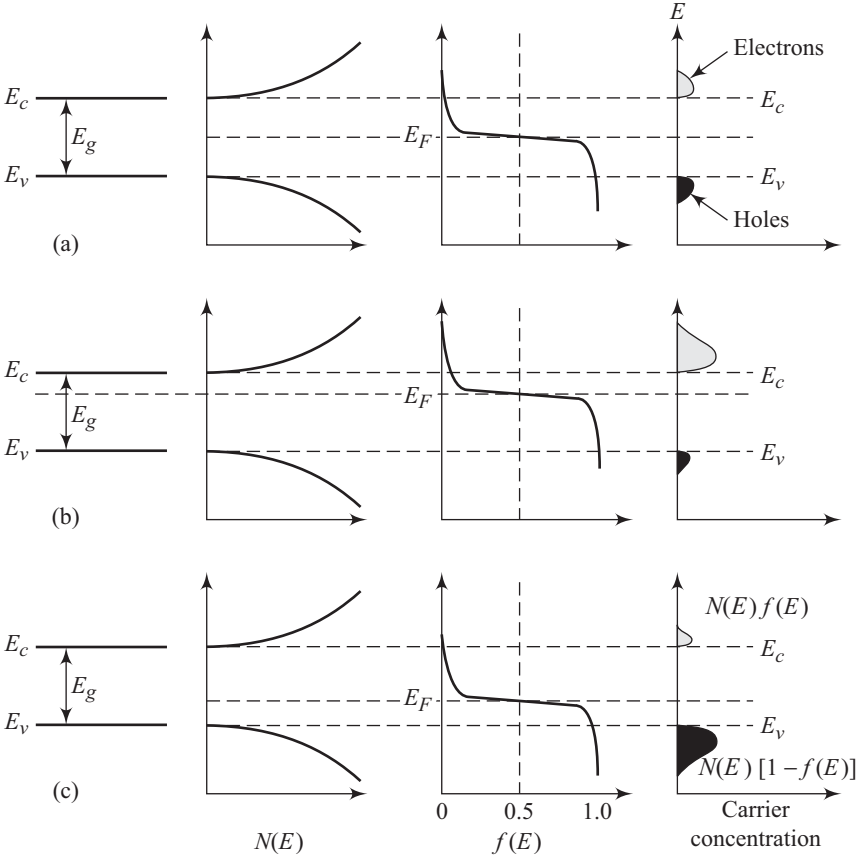 E
Electrons
E_c
E_c
E_g
E_F
E_v
E_v
Holes
(a)
E_c
E_c
E_F
E_g
E_v
E_v
(b)
N(E) f(E)
E_c
E_c
E_g
E_F
E_v
E_v
N(E) [1 – f(E)]
(c)
0 0.5 1.0
Carrier
concentration
N(E)
f(E)